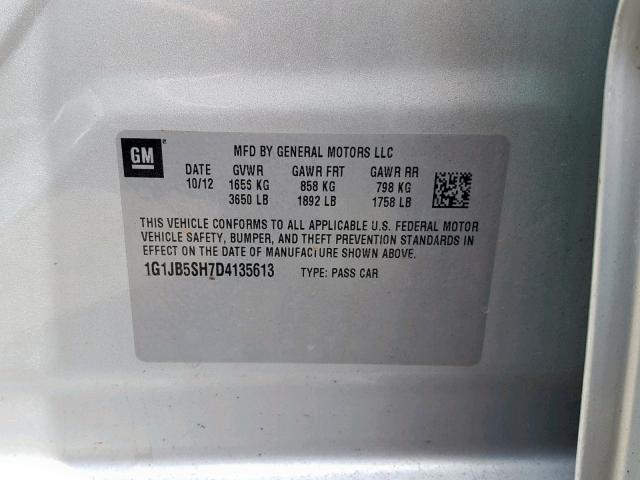 GM
MFD BY GENERAL MOTORS LLC
DATE GVWR GAWR FRT GAWR RR
10/12 1655 KG 858 KG 798 KG
3650 LB 1892 LB 1758 LB
THIS VEHICLE CONFORMS TO ALL APPLICABLE U.S. FEDERAL MOTOR
VEHICLE SAFETY, BUMPER, AND THEFT PREVENTION STANDARDS IN
EFFECT ON THE DATE OF MANUFACTURE SHOWN ABOVE.
1G1JB5SH7D4135613 TYPE: PASS CAR